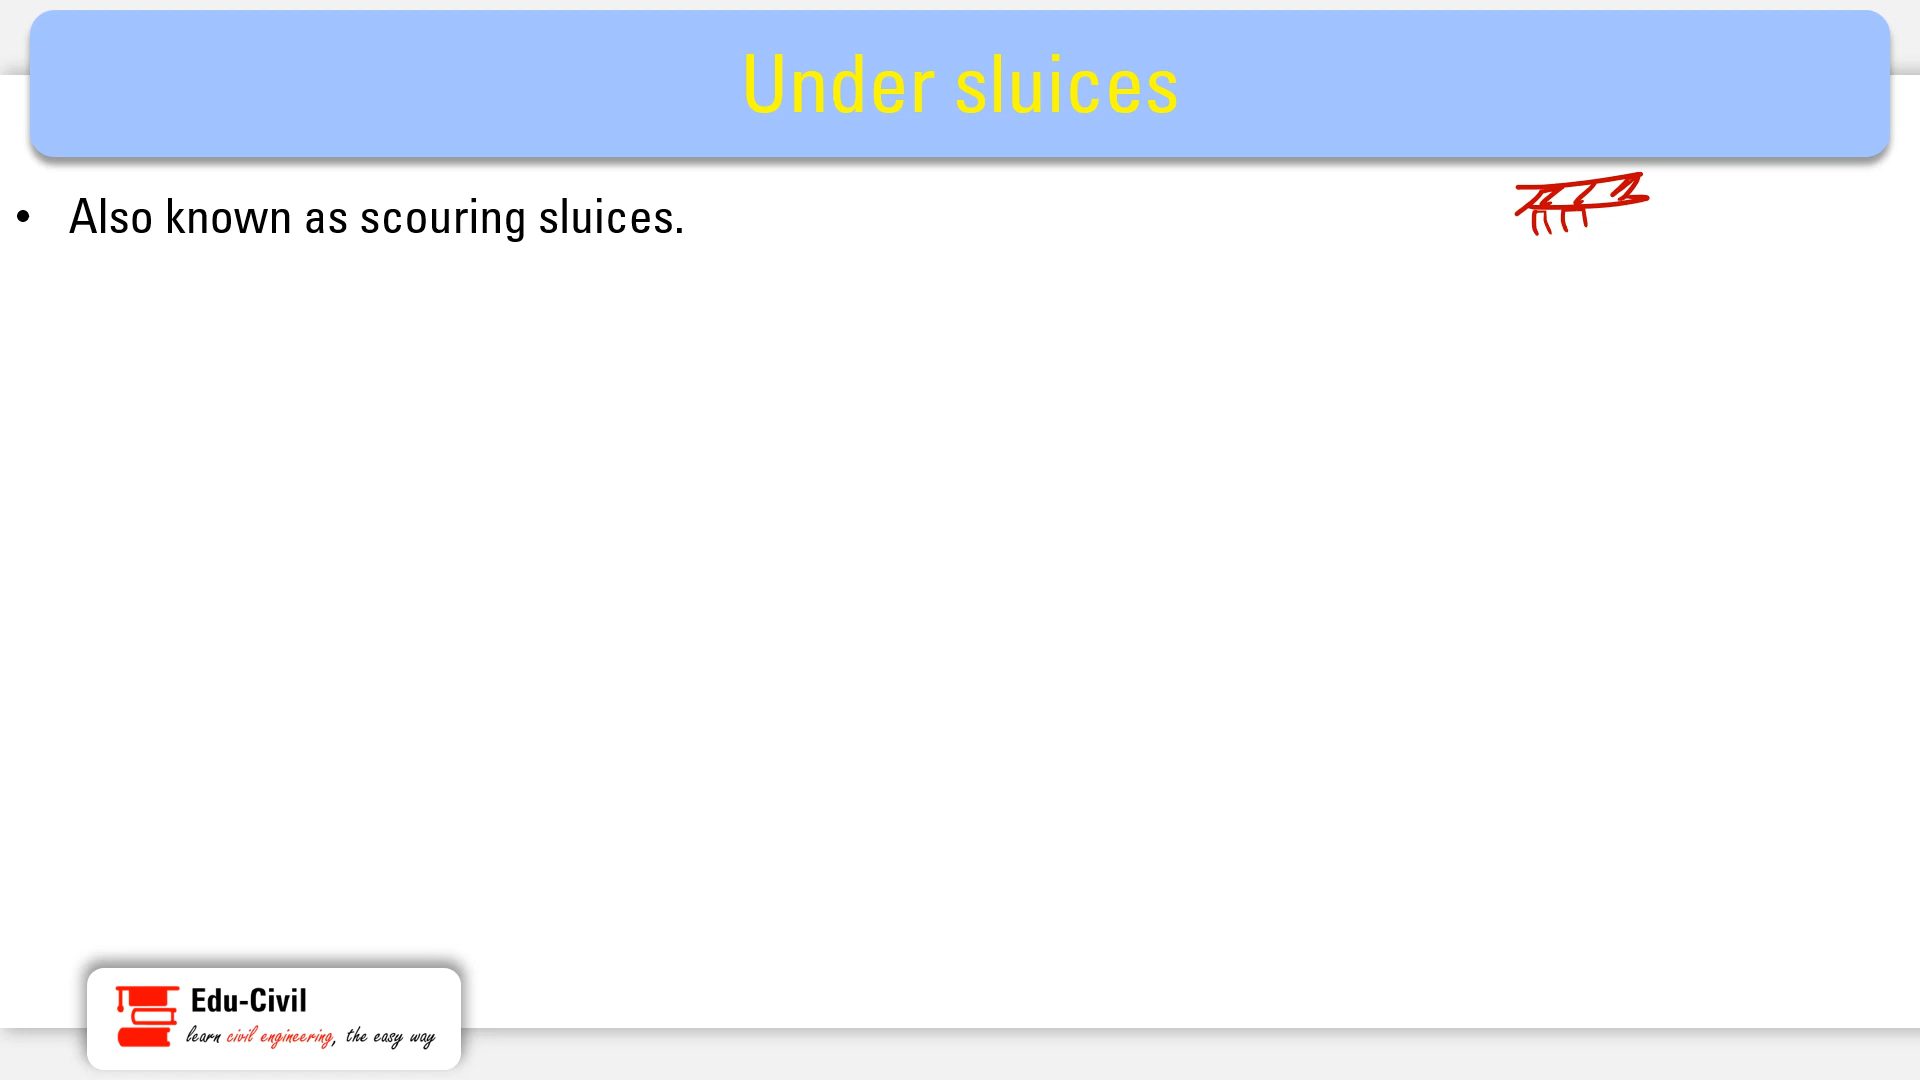 Under sluices
• Also known as scouring sluices.
Edu-Civil
learn civil engineering, the easy way